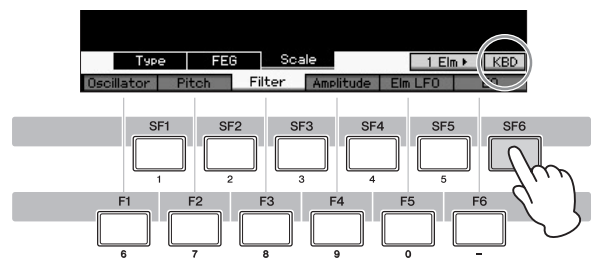 Type FEG Scale 1 Elm▸ KBD
Oscillator Pitch Filter Amplitude Elm LFO EQ
SF1 SF2 SF3 SF4 SF5 SF6
1 2 3 4 5
F1 F2 F3 F4 F5 F6
6 7 8 9 0 –